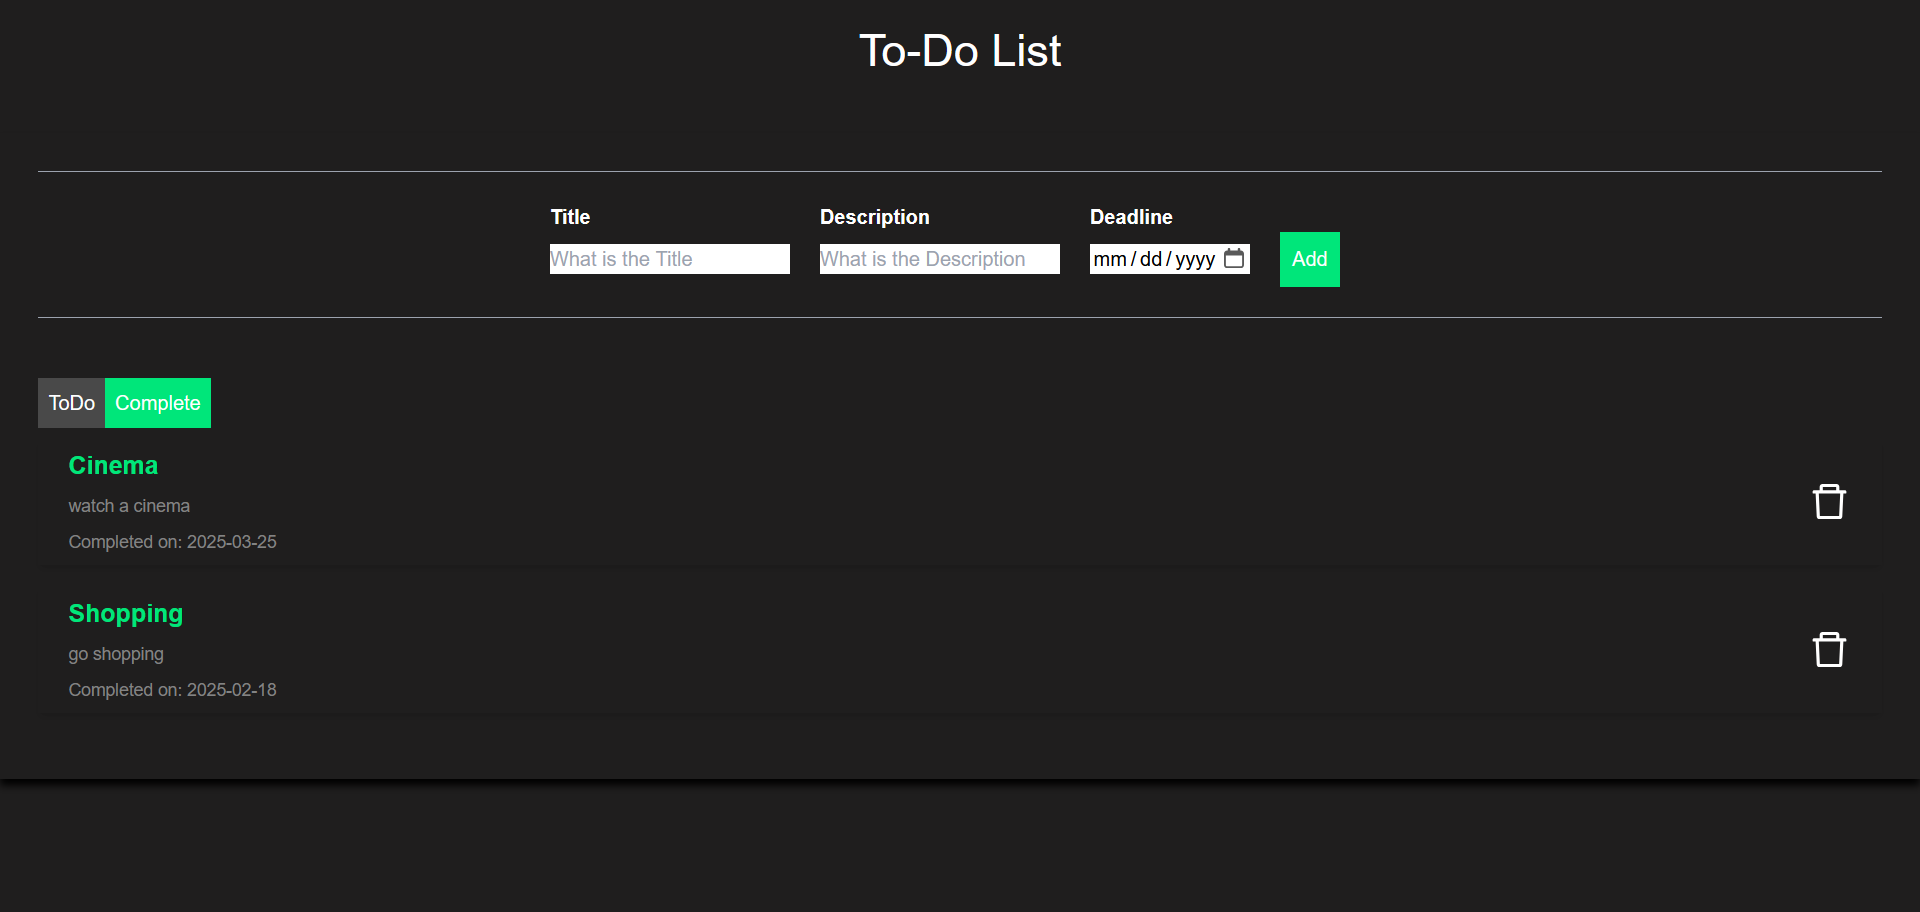 To-Do List
Title Description Deadline
What is the Title What is the Description mm/dd/yyyy Add
ToDo Complete
Cinema
watch a cinema
Completed on: 2025-03-25
Shopping
go shopping
Completed on: 2025-02-18